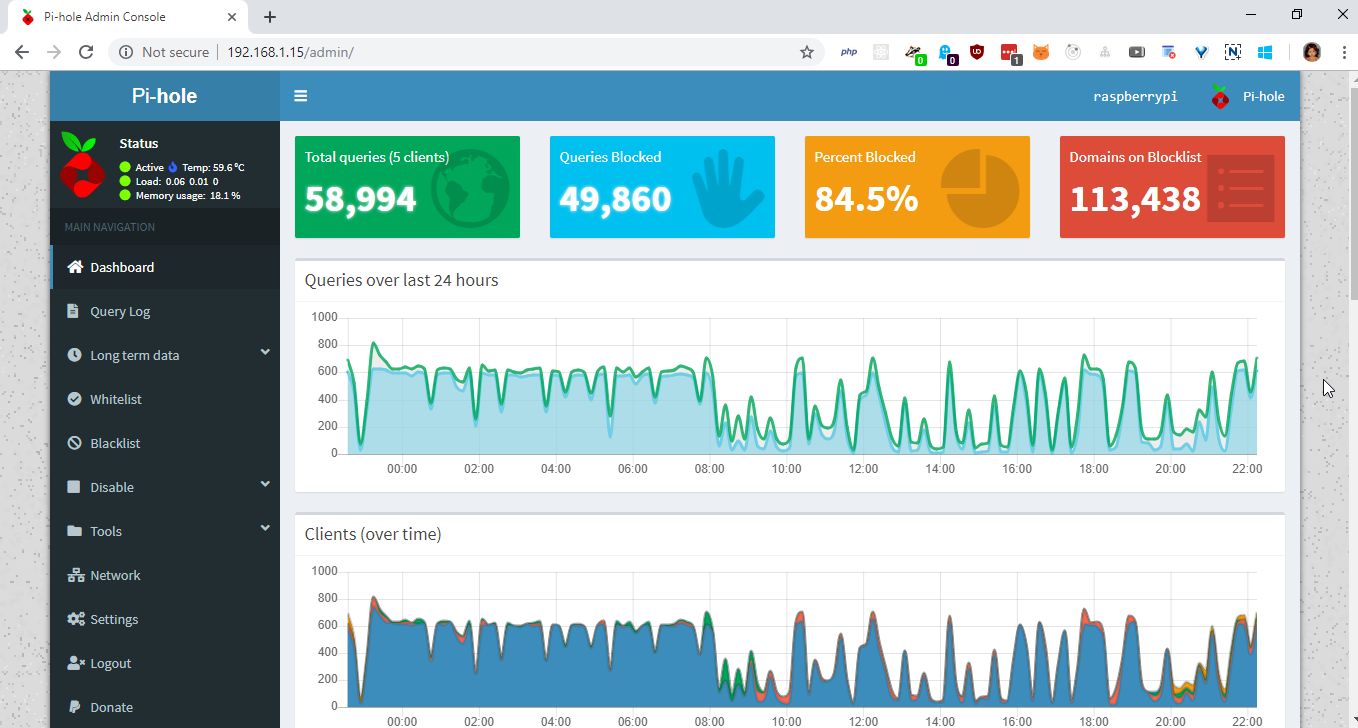 Pi-hole Admin Console
Not secure | 192.168.1.15/admin/
php
0
0
1
Pi-hole
raspberrypi
Pi-hole
Status
Active Temp: 59.6 °C
Load: 0.06 0.01 0
Memory usage: 18.1 %
MAIN NAVIGATION
Dashboard
Query Log
Long term data
Whitelist
Blacklist
Disable
Tools
Network
Settings
Logout
Donate
Total queries (5 clients)
58,994
Queries Blocked
49,860
Percent Blocked
84.5%
Domains on Blocklist
113,438
Queries over last 24 hours
1000
800
600
400
200
0
00:00 02:00 04:00 06:00 08:00 10:00 12:00 14:00 16:00 18:00 20:00 22:00
Clients (over time)
1000
800
600
400
200
0
00:00 02:00 04:00 06:00 08:00 10:00 12:00 14:00 16:00 18:00 20:00 22:00